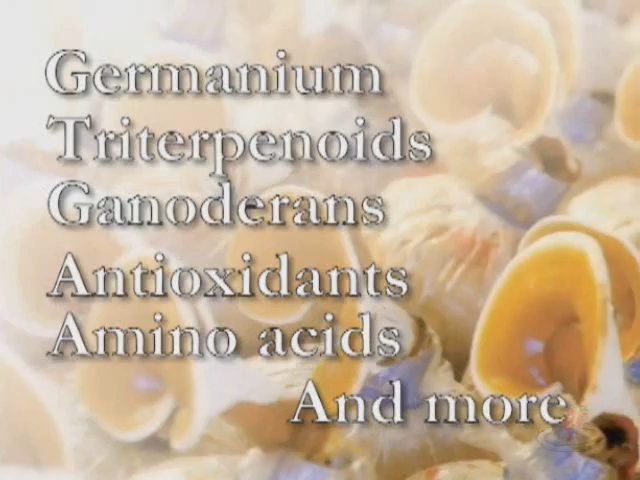 Germanium
Triterpenoids
Ganoderans
Antioxidants
Amino acids
And more